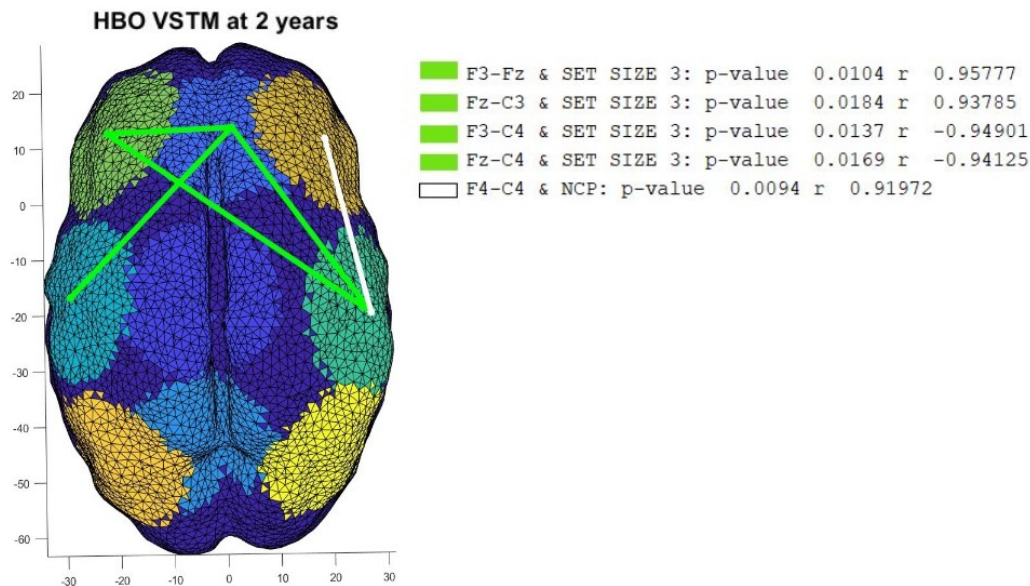 HBO VSTM at 2 years
F3-Fz & SET SIZE 3: p-value 0.0104 r 0.95777
Fz-C3 & SET SIZE 3: p-value 0.0184 r 0.93785
F3-C4 & SET SIZE 3: p-value 0.0137 r -0.94901
Fz-C4 & SET SIZE 3: p-value 0.0169 r -0.94125
F4-C4 & NCP: p-value 0.0094 r 0.91972
20
10
0
-10
-20
-30
-40
-50
-60
-30 -20 -10 0 10 20 30